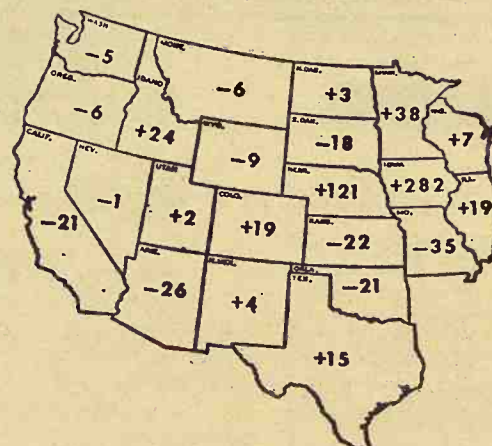 WASH
−5
MONT.
−6
N.DAK.
+3
MINN.
+38
OREG.
−6
IDAHO
+24
WYO.
−9
S.DAK.
−18
WIS.
+7
CALIF.
−21
NEV.
−1
UTAH
+2
COLO.
+19
NEBR.
+121
IOWA
+282
ILL.
+19
KANS.
−22
MO.
−35
ARIZ.
−26
N.MEX.
+4
OKLA.
−21
TEX.
+15